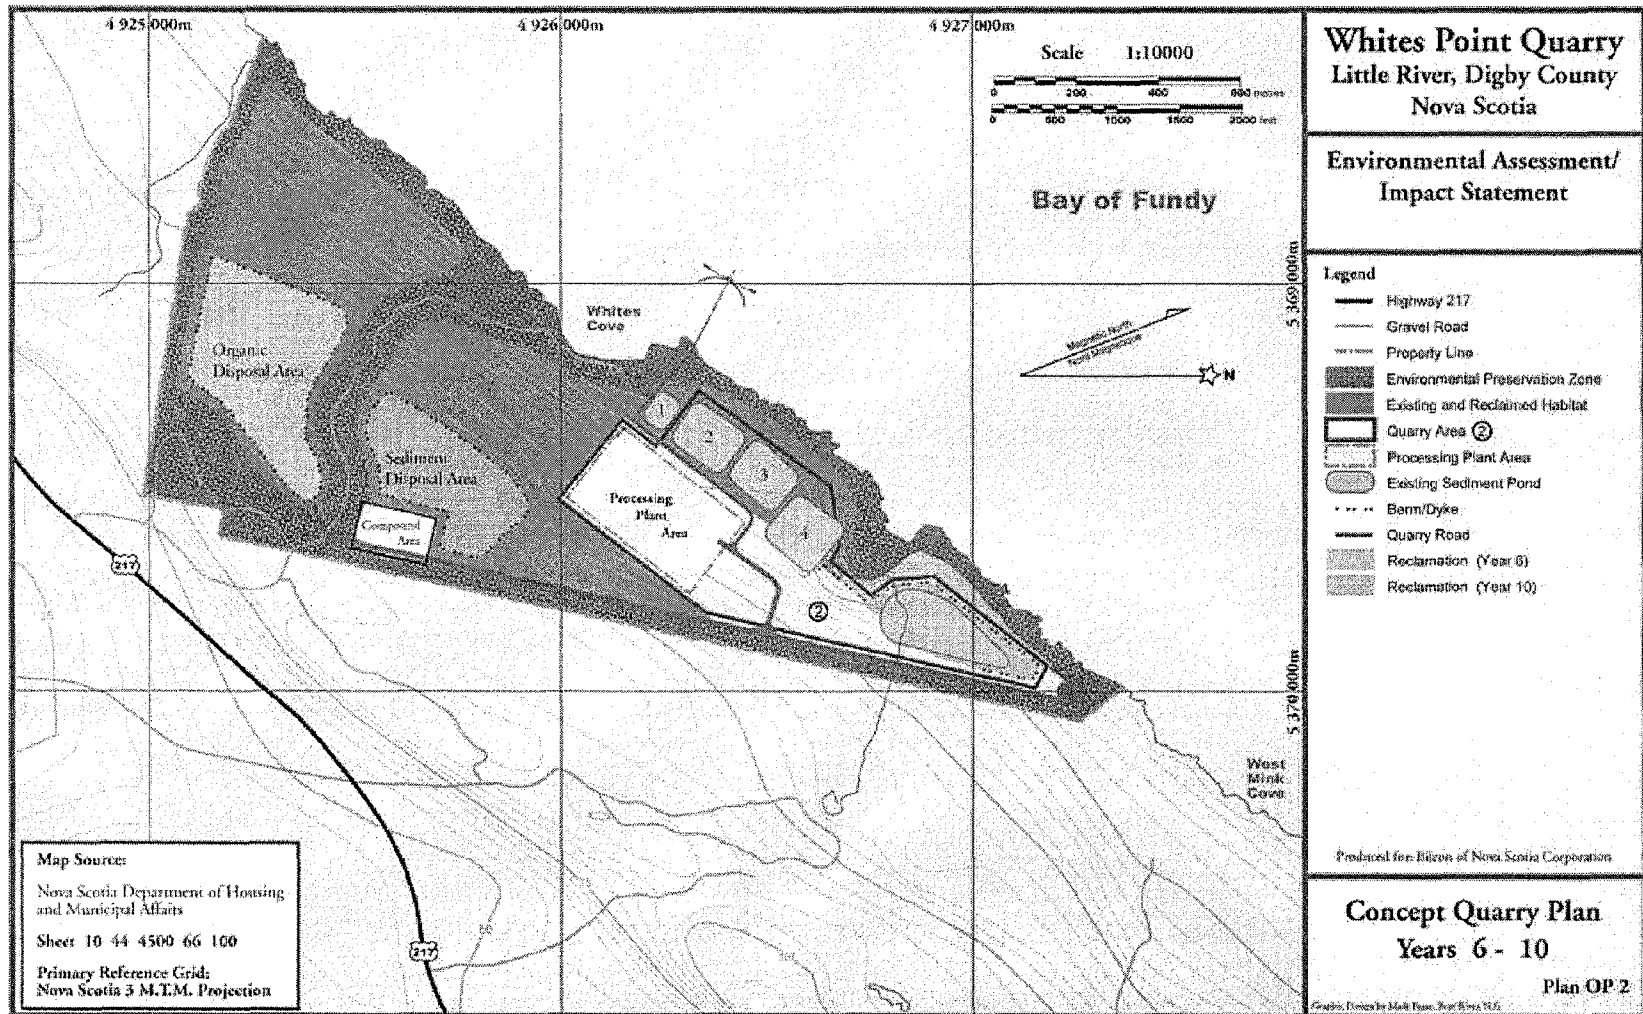 4 925 000m
4 926 000m
4 927 000m
Scale 1:10000
0 200 400 600 metres
0 500 1000 1500 2000 feet
Bay of Fundy
5 369 000m
Whites
Cove
Magnetic North
Nord Magnetique
N
Organic
Disposal Area
Sediment
Disposal Area
Compound
Area
Processing
Plant
Area
1
2
3
4
2
217
5 370 000m
West
Mink
Cove
217
Map Source:
Nova Scotia Department of Housing
and Municipal Affairs
Sheet 10 44 4500 66 100
Primary Reference Grid:
Nova Scotia 3 M.T.M. Projection
Whites Point Quarry
Little River, Digby County
Nova Scotia
Environmental Assessment/
Impact Statement
Legend
Highway 217
Gravel Road
Property Line
Environmental Preservation Zone
Existing and Reclaimed Habitat
Quarry Area 2
Processing Plant Area
Existing Sediment Pond
Berm/Dyke
Quarry Road
Reclamation (Year 6)
Reclamation (Year 10)
Produced for: Bilcon of Nova Scotia Corporation
Concept Quarry Plan
Years 6 - 10
Plan OP 2